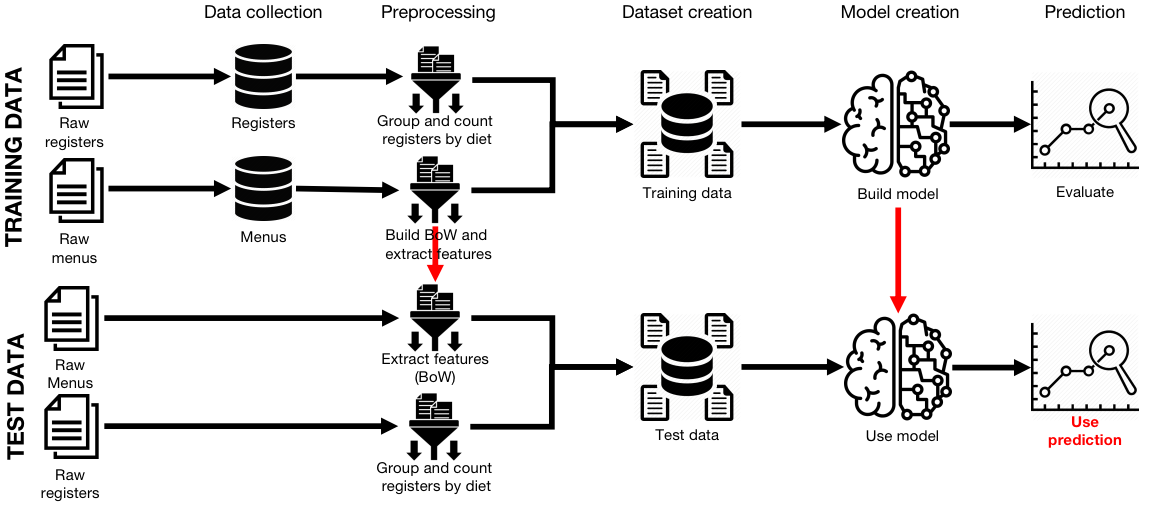 Data collection
Preprocessing
Dataset creation
Model creation
Prediction
TRAINING DATA
Raw
registers
Registers
Group and count
registers by diet
Raw
menus
Menus
Build BoW and
extract features
Training data
Build model
Evaluate
TEST DATA
Raw
Menus
Extract features
(BoW)
Raw
registers
Group and count
registers by diet
Test data
Use model
Use
prediction